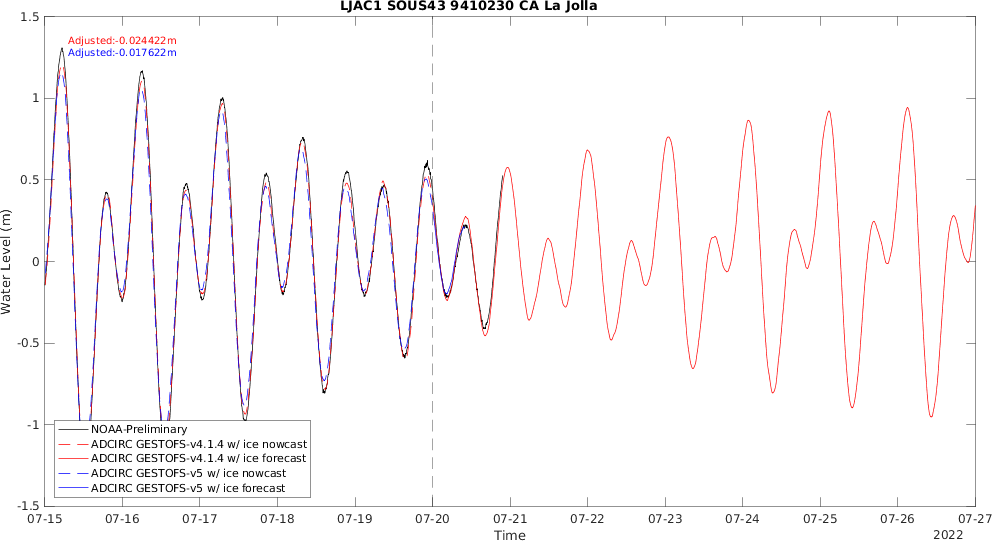 LJAC1 SOUS43 9410230 CA La Jolla
Adjusted:-0.024422m
Adjusted:-0.017622m
1.5
1
0.5
0
-0.5
-1
-1.5
Water Level (m)
NOAA-Preliminary
ADCIRC GESTOFS-v4.1.4 w/ ice nowcast
ADCIRC GESTOFS-v4.1.4 w/ ice forecast
ADCIRC GESTOFS-v5 w/ ice nowcast
ADCIRC GESTOFS-v5 w/ ice forecast
07-15 07-16 07-17 07-18 07-19 07-20 07-21 07-22 07-23 07-24 07-25 07-26 07-27
Time
2022